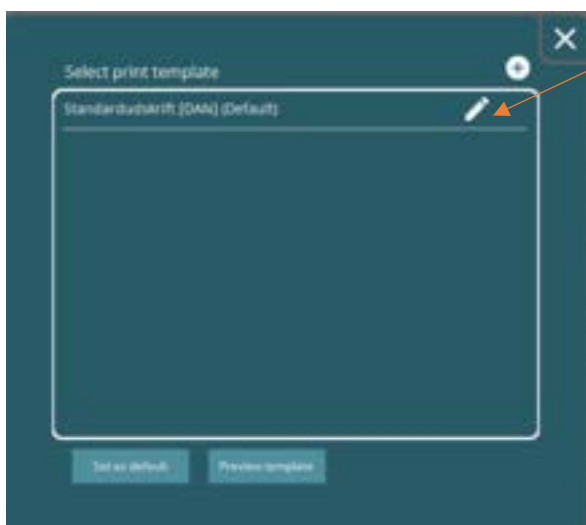 Select print template
Standardudskrift [DAN] (Default)
Set as default
Preview template